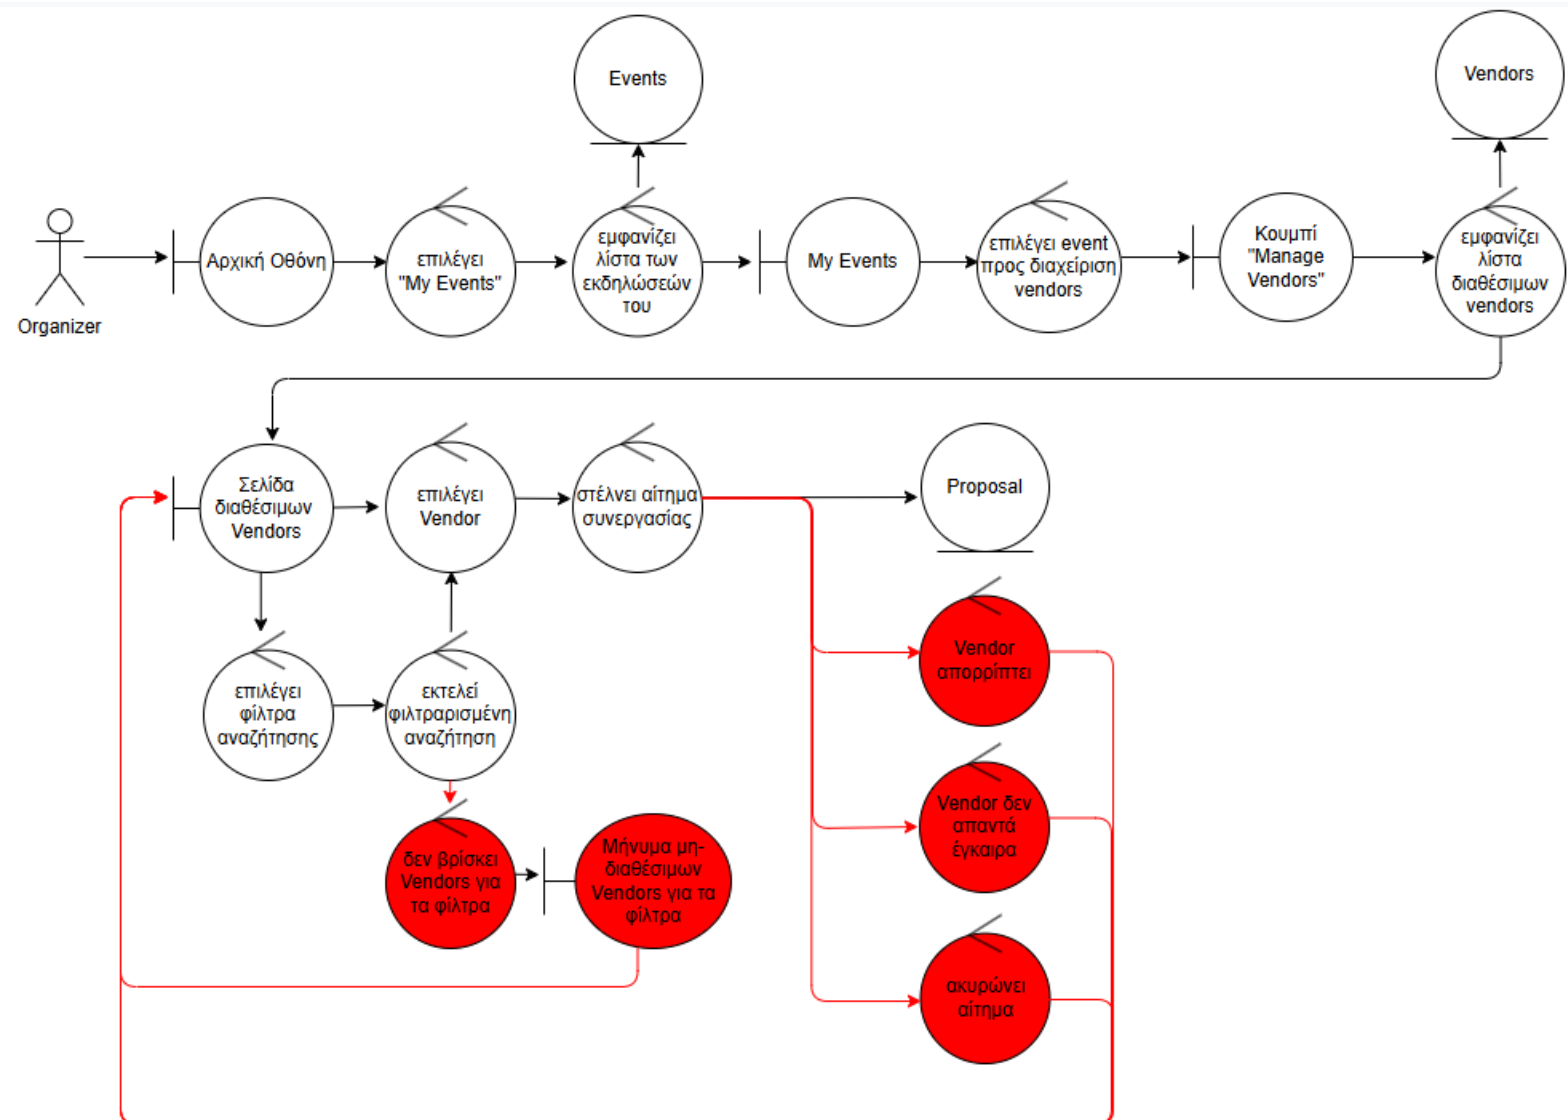 Events
Vendors
Organizer
Αρχική Οθόνη
επιλέγει
"My Events"
εμφανίζει
λίστα των
εκδηλώσεών
του
My Events
επιλέγει event
προς διαχείριση
vendors
Κουμπί
"Manage
Vendors"
εμφανίζει
λίστα
διαθέσιμων
vendors
Σελίδα
διαθέσιμων
Vendors
επιλέγει
Vendor
στέλνει αίτημα
συνεργασίας
Proposal
επιλέγει
φίλτρα
αναζήτησης
εκτελεί
φιλτραρισμένη
αναζήτηση
Vendor
απορρίπτει
δεν βρίσκει
Vendors για
τα φίλτρα
Μήνυμα μη-
διαθέσιμων
Vendors για τα
φίλτρα
Vendor δεν
απαντά
έγκαιρα
ακυρώνει
αίτημα